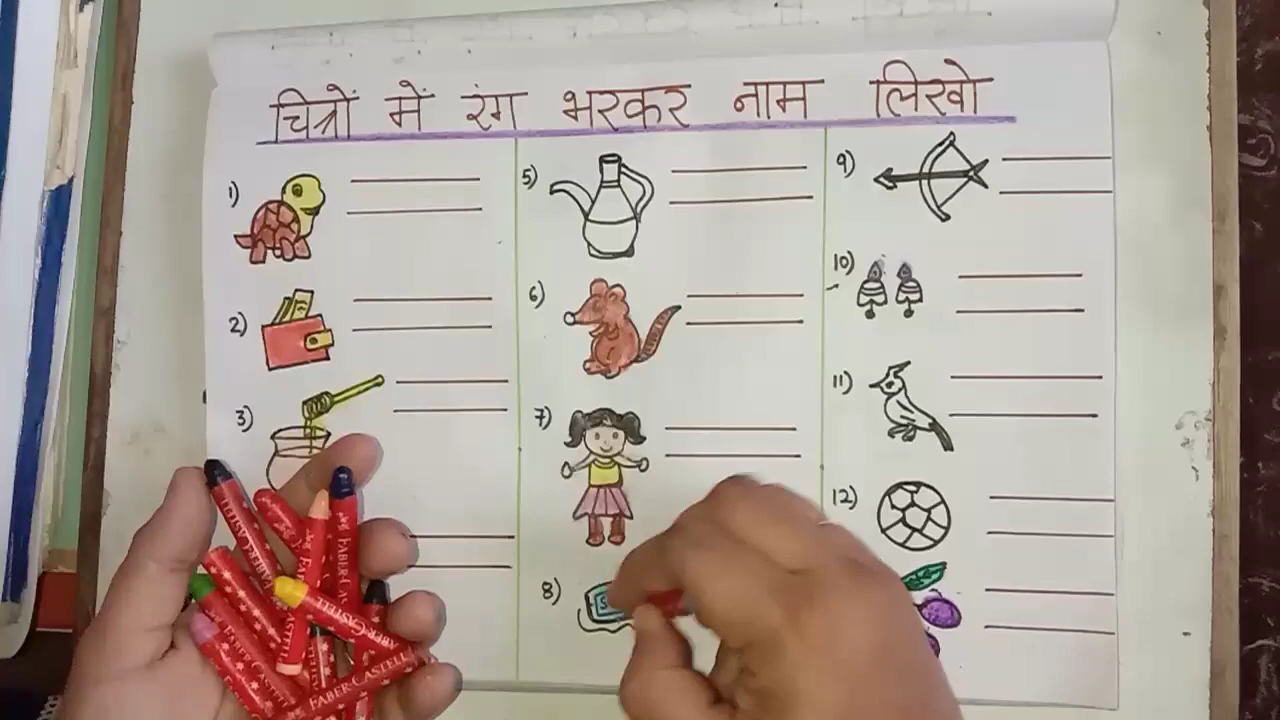 चित्रों में रंग भरकर नाम लिखो
1)
2)
3)
5)
6)
7)
8)
9)
10)
11)
12)
FABER-CASTELL
FABER-CASTELL
FABER-CASTELL